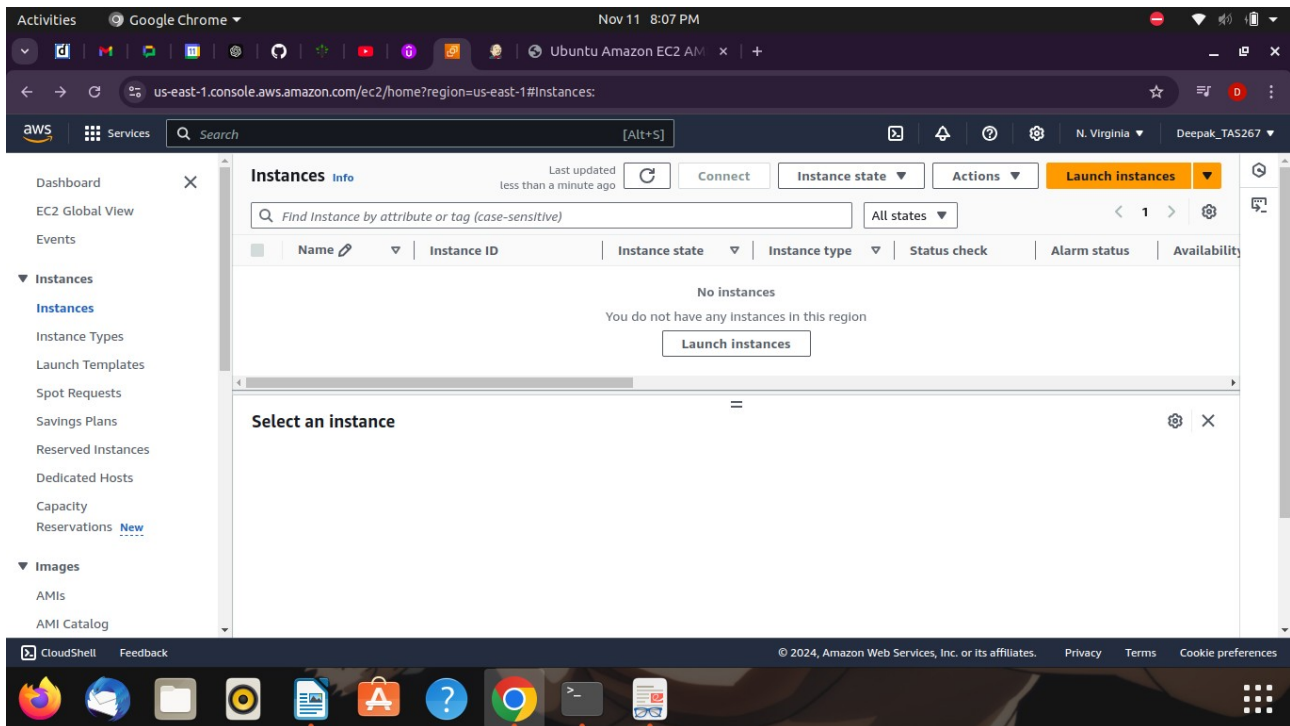 Activities Google Chrome Nov 11 8:07 PM
Ubuntu Amazon EC2 AM
us-east-1.console.aws.amazon.com/ec2/home?region=us-east-1#Instances:
D
aws Services Search [Alt+S] N. Virginia Deepak_TAS267
Dashboard
EC2 Global View
Events
Instances
Instances
Instance Types
Launch Templates
Spot Requests
Savings Plans
Reserved Instances
Dedicated Hosts
Capacity
Reservations New
Images
AMIs
AMI Catalog
Instances Info
Last updated
less than a minute ago
Connect Instance state Actions Launch instances
Find Instance by attribute or tag (case-sensitive) All states 1
Name Instance ID Instance state Instance type Status check Alarm status Availability
No instances
You do not have any instances in this region
Launch instances
Select an instance
CloudShell Feedback © 2024, Amazon Web Services, Inc. or its affiliates. Privacy Terms Cookie preferences